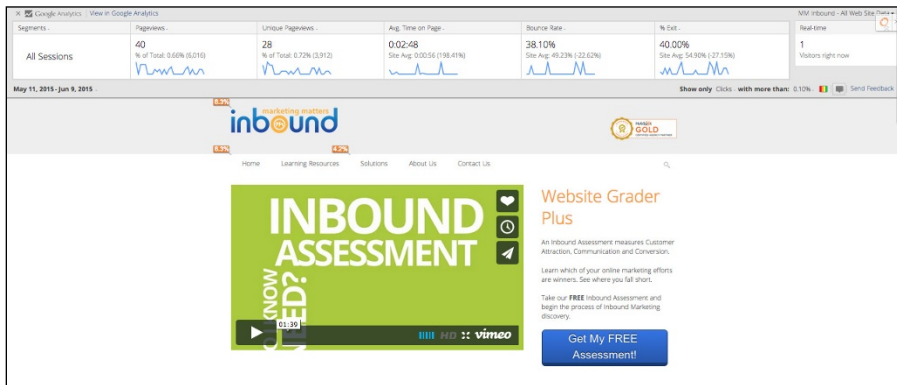 Google Analytics View in Google Analytics
MM Inbound - All Web Site Data
Segments Pageviews Unique Pageviews Avg. Time on Page Bounce Rate % Exit Real-time
All Sessions
40
% of Total: 0.66% (6,016)
28
% of Total: 0.72% (3,912)
0:02:48
Site Avg: 0:00:56 (198.41%)
38.10%
Site Avg: 49.23% (-22.62%)
40.00%
Site Avg: 54.90% (-27.15%)
1
Visitors right now
May 11, 2015 - Jun 9, 2015
Show only Clicks with more than: 0.10% Send Feedback
8.3%
marketing matters
inbound
GOLD
8.3% 4.2%
Home Learning Resources Solutions About Us Contact Us
INBOUND
ASSESSMENT
KNOW
NEED?
01:39
HD vimeo
Website Grader
Plus
An Inbound Assessment measures Customer
Attraction, Communication and Conversion.
Learn which of your online marketing efforts
are winners. See where you fall short.
Take our FREE Inbound Assessment and
begin the process of Inbound Marketing
discovery.
Get My FREE
Assessment!